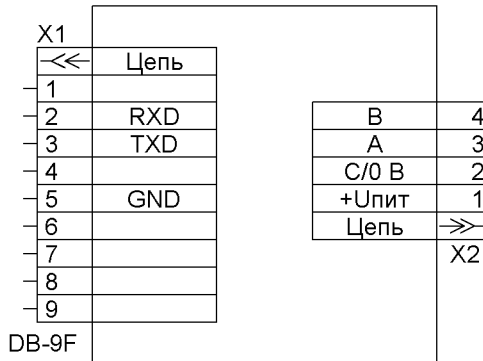 X1
Цепь
1
2 RXD
3 TXD
4
5 GND
6
7
8
9
DB-9F
B 4
A 3
C/0 В 2
+Uпит 1
Цепь
X2